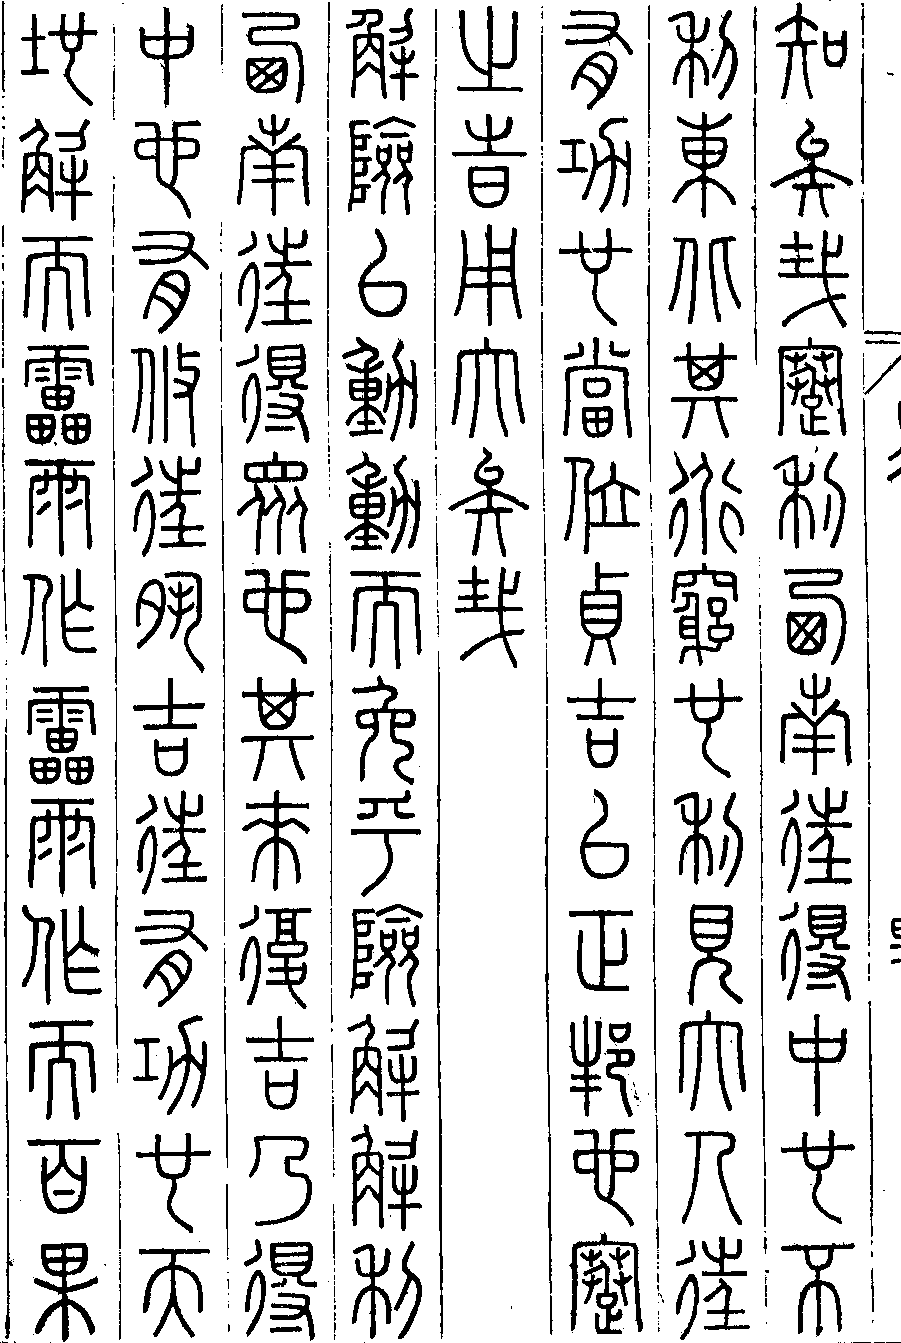 知矣哉蹇利西南往得中也不
利東北其道窮也利見大人往
有功也當位貞吉以正邦也蹇
之時用大矣哉
解險以動動而免乎險解解利
西南往得眾也其來復吉乃得
中也有攸往夙吉往有功也天
地解而雷雨作雷雨作而百果